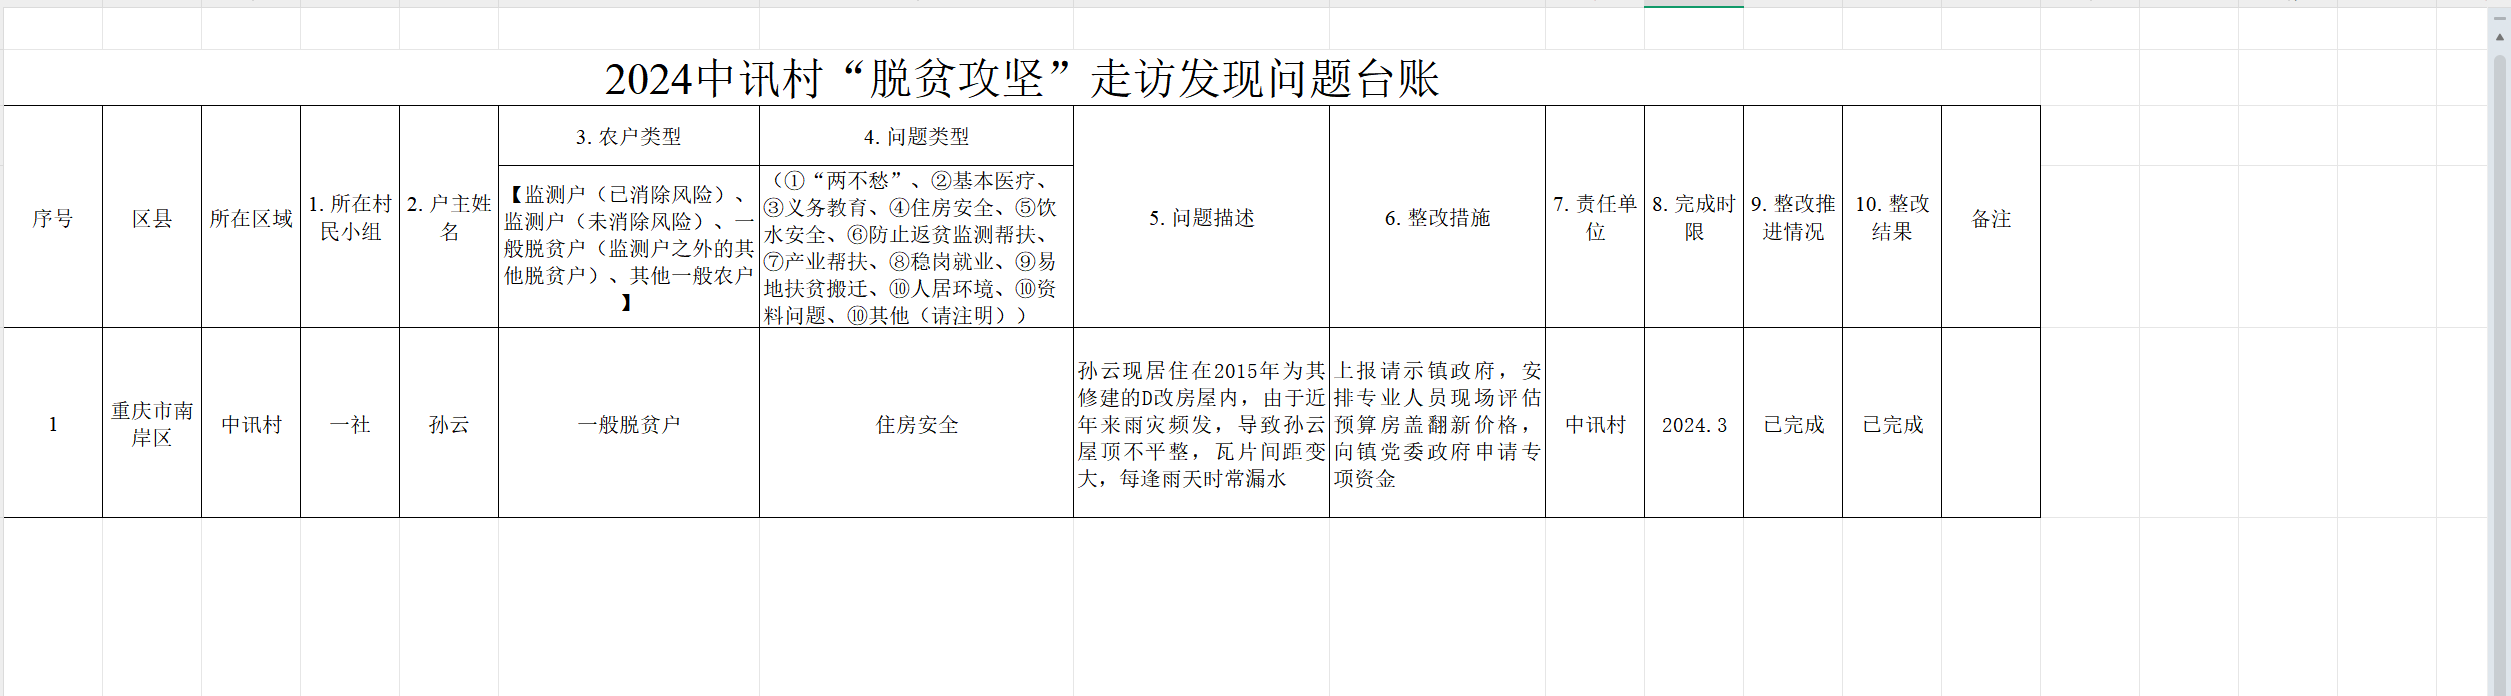 2024中讯村“脱贫攻坚”走访发现问题台账
序号
区县
所在区域
1. 所在村
民小组
2. 户主姓
名
3. 农户类型
【监测户（已消除风险）、
监测户（未消除风险）、一
般脱贫户（监测户之外的其
他脱贫户）、其他一般农户
】
4. 问题类型
（①“两不愁”、②基本医疗、
③义务教育、④住房安全、⑤饮
水安全、⑥防止返贫监测帮扶、
⑦产业帮扶、⑧稳岗就业、⑨易
地扶贫搬迁、⑩人居环境、⑩资
料问题、⑩其他（请注明））
5. 问题描述
6. 整改措施
7. 责任单
位
8. 完成时
限
9. 整改推
进情况
10. 整改
结果
备注
1
重庆市南
岸区
中讯村
一社
孙云
一般脱贫户
住房安全
孙云现居住在2015年为其
修建的D改房屋内，由于近
年来雨灾频发，导致孙云
屋顶不平整，瓦片间距变
大，每逢雨天时常漏水
上报请示镇政府，安
排专业人员现场评估
预算房盖翻新价格，
向镇党委政府申请专
项资金
中讯村
2024.3
已完成
已完成